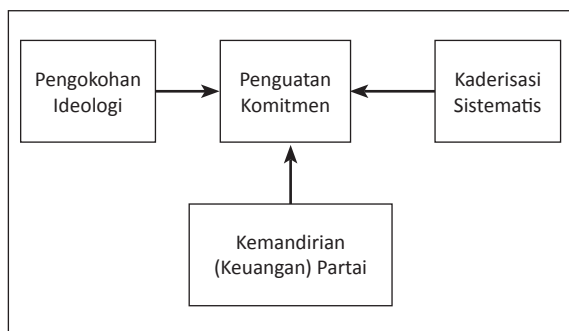 Pengokohan
Ideologi
Penguatan
Komitmen
Kaderisasi
Sistematis
Kemandirian
(Keuangan) Partai